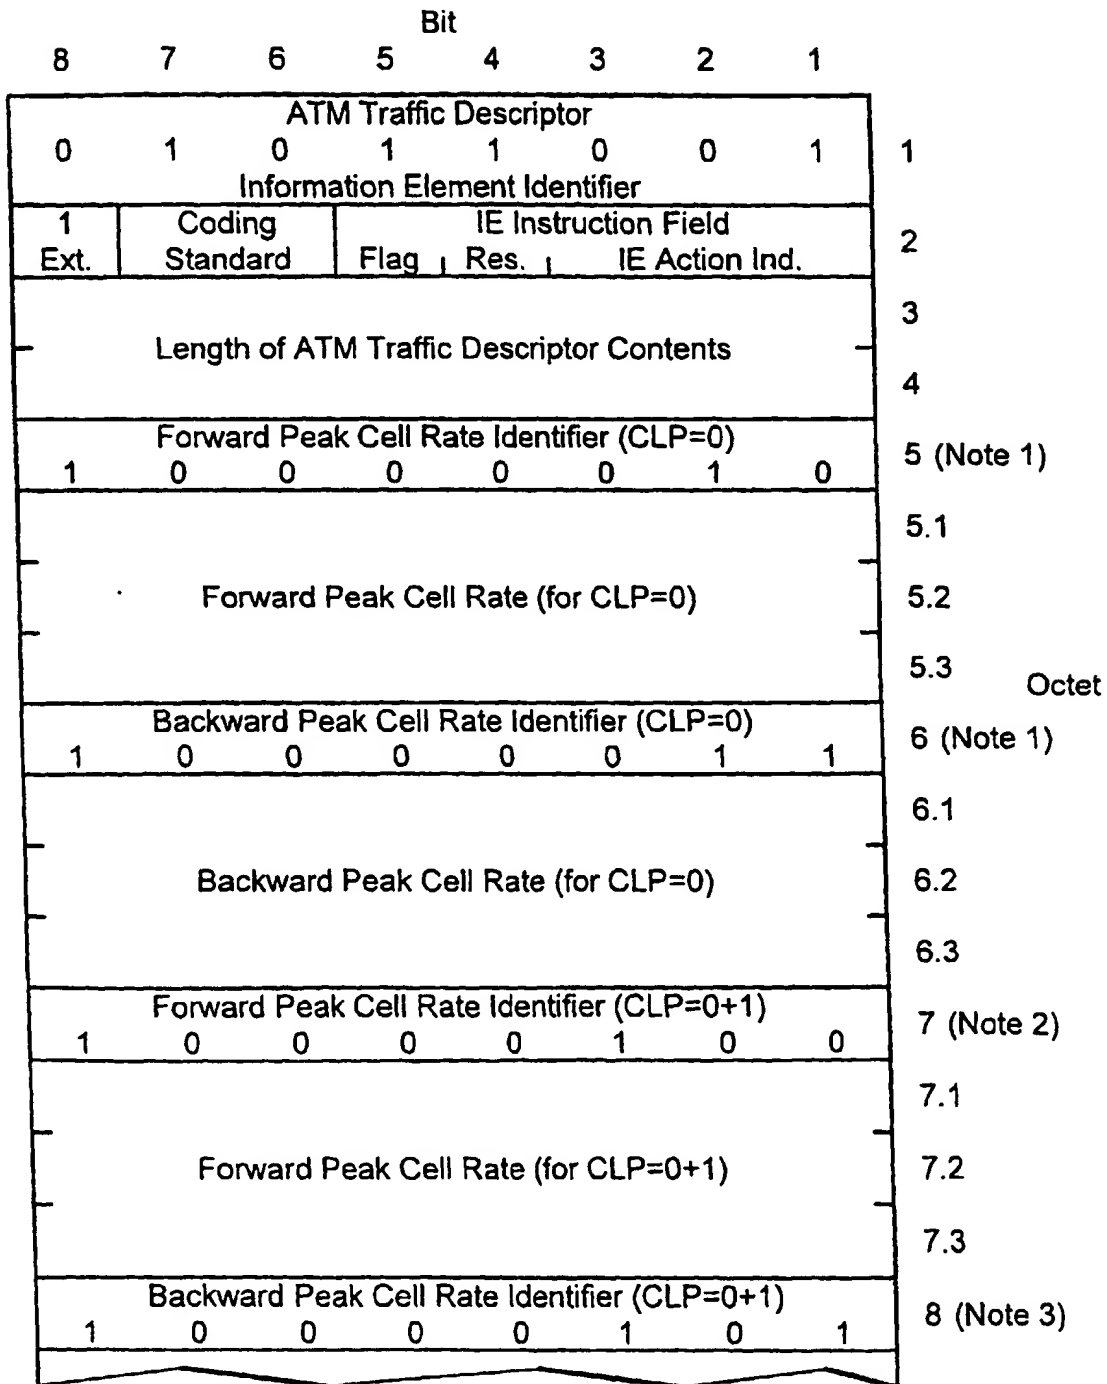 Bit
8 7 6 5 4 3 2 1
ATM Traffic Descriptor
0 1 0 1 1 0 0 1 1
Information Element Identifier
1 Coding IE Instruction Field
2
Ext. Standard Flag Res. IE Action Ind.
3
Length of ATM Traffic Descriptor Contents
4
Forward Peak Cell Rate Identifier (CLP=0)
5 (Note 1)
1 0 0 0 0 0 1 0
5.1
Forward Peak Cell Rate (for CLP=0) 5.2
5.3
Octet
Backward Peak Cell Rate Identifier (CLP=0)
6 (Note 1)
1 0 0 0 0 0 1 1
6.1
Backward Peak Cell Rate (for CLP=0) 6.2
6.3
Forward Peak Cell Rate Identifier (CLP=0+1)
7 (Note 2)
1 0 0 0 0 1 0 0
7.1
Forward Peak Cell Rate (for CLP=0+1) 7.2
7.3
Backward Peak Cell Rate Identifier (CLP=0+1)
8 (Note 3)
1 0 0 0 0 1 0 1